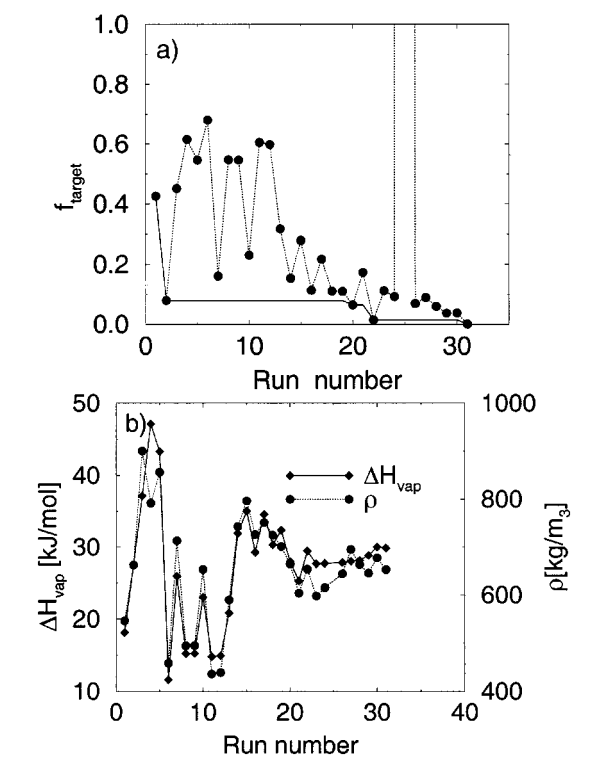 a)
1.0
0.8
0.6
0.4
0.2
0.0
f_target
0 10 20 30
Run number
b)
50
40
30
20
10
ΔH_vap [kJ/mol]
ΔH_vap
ρ
1000
800
600
400
ρ[kg/m_3]
0 10 20 30 40
Run number